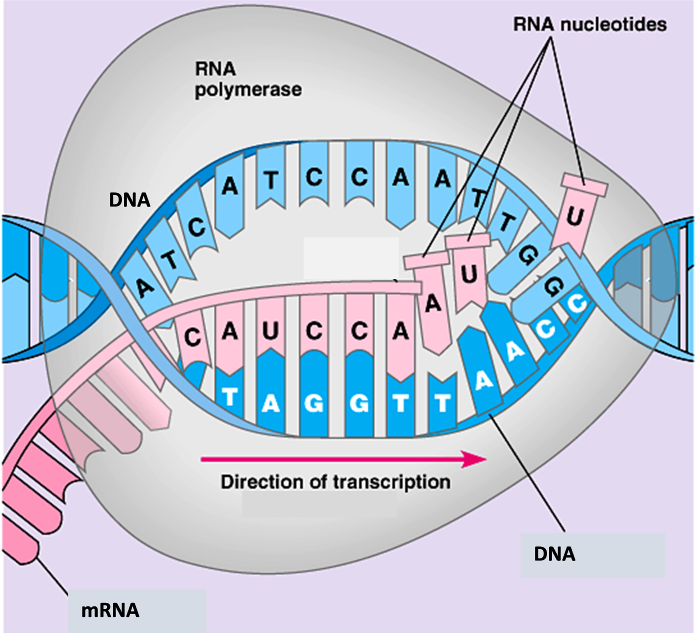 RNA nucleotides
RNA
polymerase
DNA
A T C A T C C A A T T G G
U
A U
C A U C C A
T A G G T T A A C C
Direction of transcription
DNA
mRNA